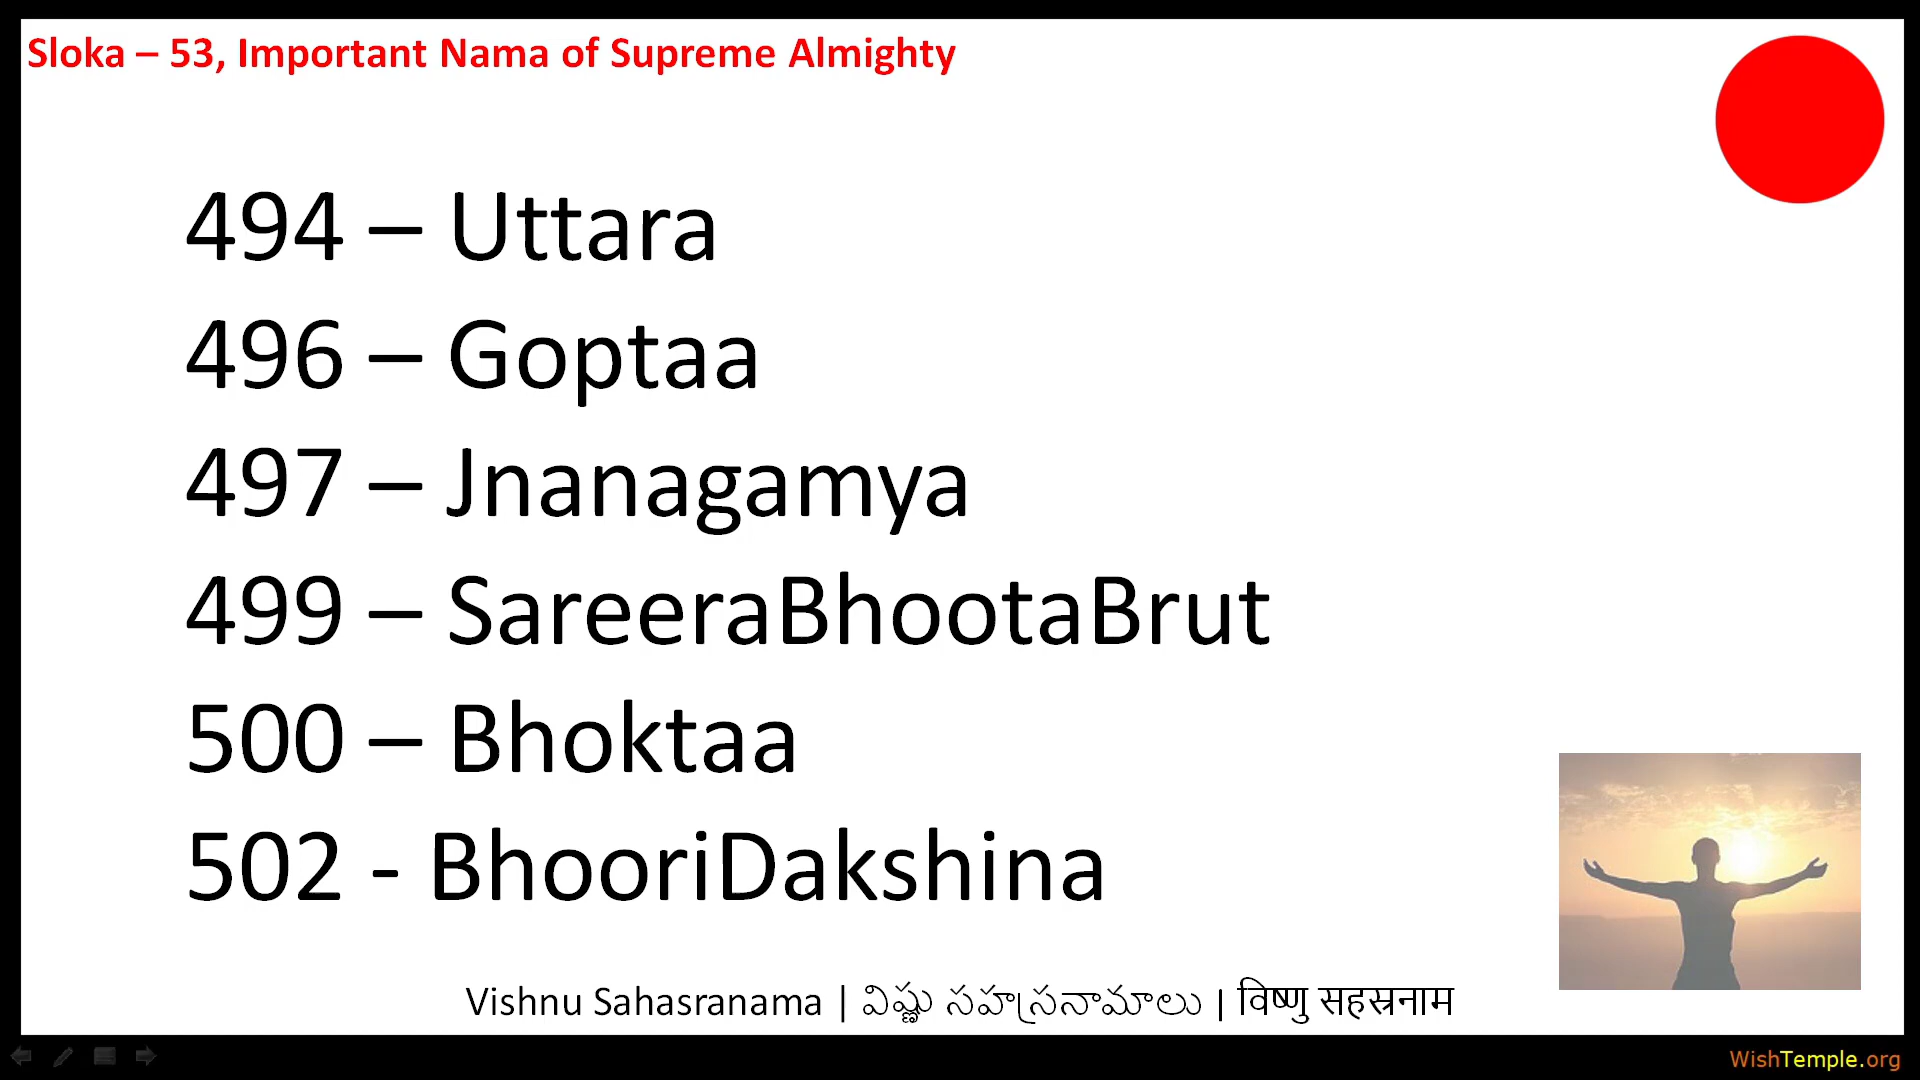 Sloka – 53, Important Nama of Supreme Almighty
494 – Uttara
496 – Goptaa
497 – Jnanagamya
499 – SareeraBhootaBrut
500 – Bhoktaa
502 - BhooriDakshina
Vishnu Sahasranama | విష్ణు సహస్రనామాలు | विष्णु सहस्रनाम
WishTemple.org